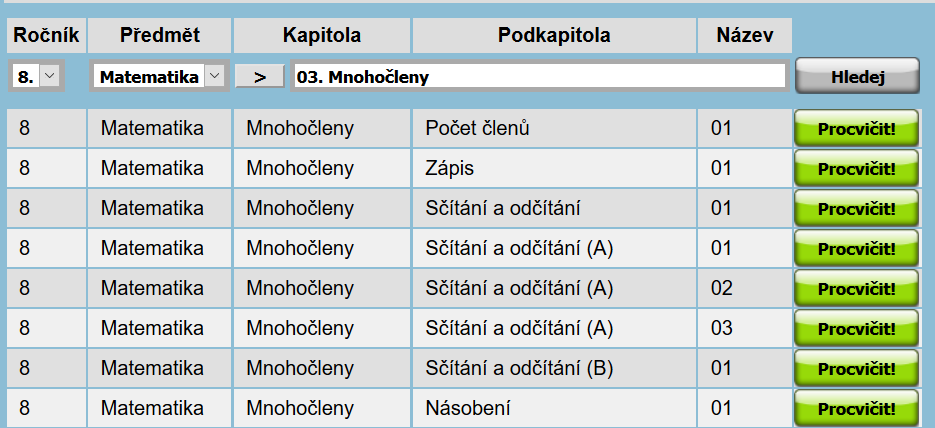 Ročník Předmět Kapitola Podkapitola Název
8. Matematika > 03. Mnohočleny Hledej
8 Matematika Mnohočleny Počet členů 01 Procvičit!
8 Matematika Mnohočleny Zápis 01 Procvičit!
8 Matematika Mnohočleny Sčítání a odčítání 01 Procvičit!
8 Matematika Mnohočleny Sčítání a odčítání (A) 01 Procvičit!
8 Matematika Mnohočleny Sčítání a odčítání (A) 02 Procvičit!
8 Matematika Mnohočleny Sčítání a odčítání (A) 03 Procvičit!
8 Matematika Mnohočleny Sčítání a odčítání (B) 01 Procvičit!
8 Matematika Mnohočleny Násobení 01 Procvičit!